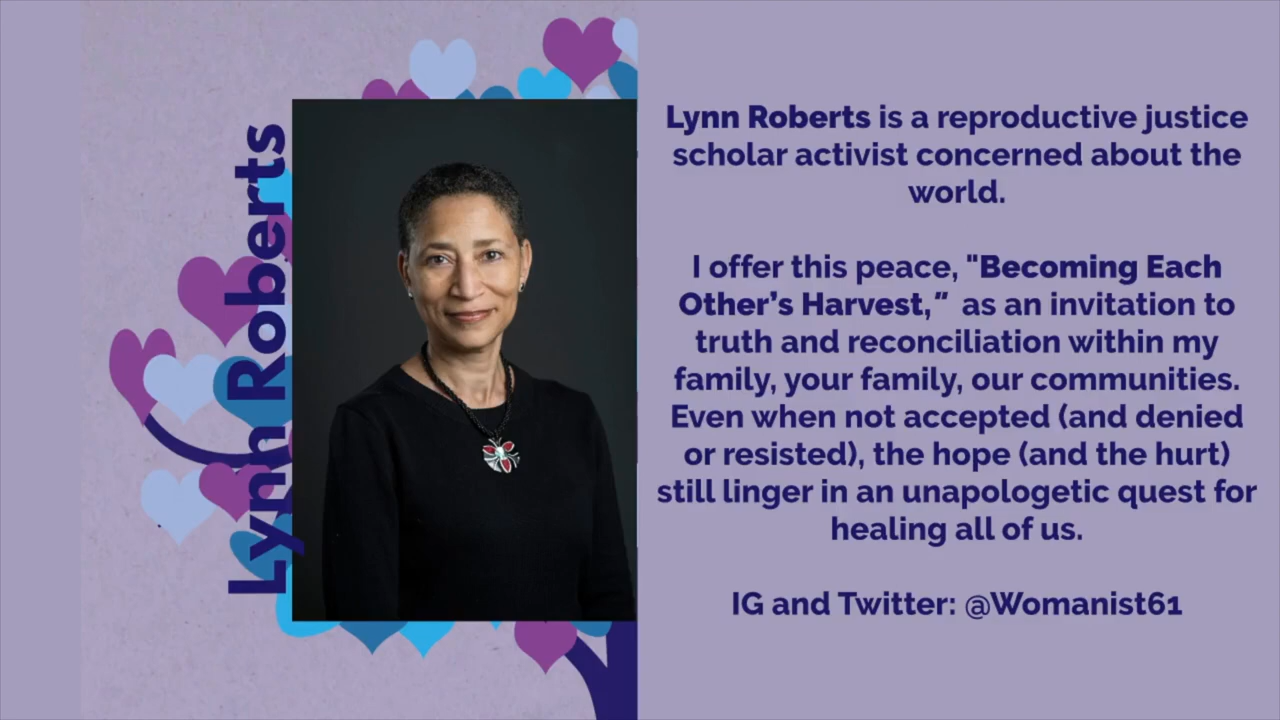 Lynn Roberts
Lynn Roberts is a reproductive justice
scholar activist concerned about the
world.
I offer this peace, "Becoming Each
Other’s Harvest,” as an invitation to
truth and reconciliation within my
family, your family, our communities.
Even when not accepted (and denied
or resisted), the hope (and the hurt)
still linger in an unapologetic quest for
healing all of us.
IG and Twitter: @Womanist61